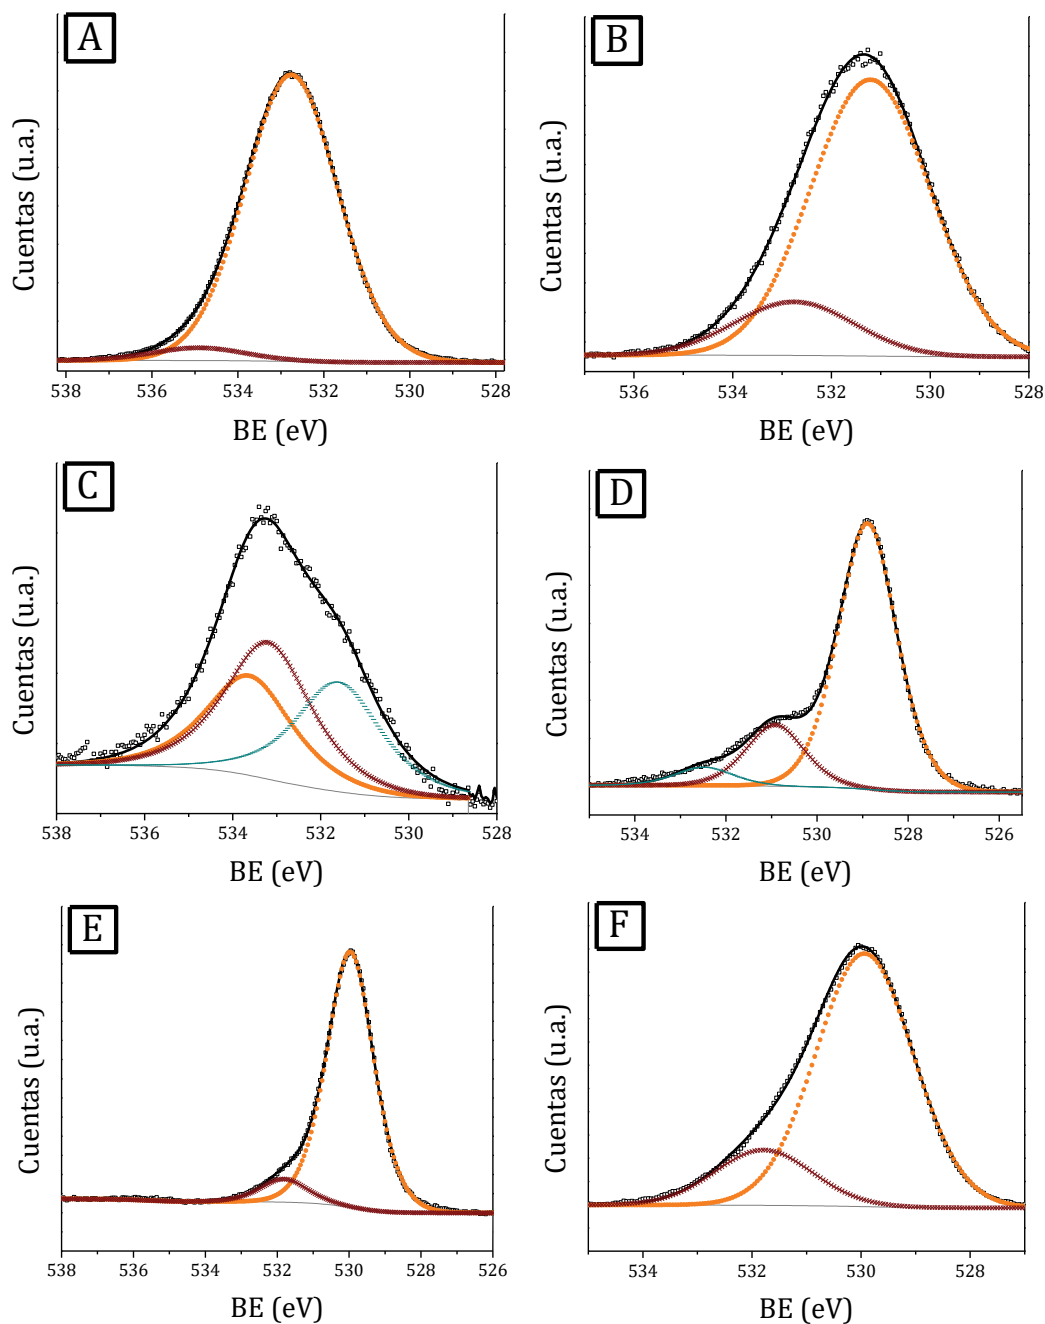 A
Cuentas (u.a.)
538 536 534 532 530 528
BE (eV)
B
Cuentas (u.a.)
536 534 532 530 528
BE (eV)
C
Cuentas (u.a.)
538 536 534 532 530 528
BE (eV)
D
Cuentas (u.a.)
534 532 530 528 526
BE (eV)
E
Cuentas (u.a.)
538 536 534 532 530 528 526
BE (eV)
F
Cuentas (u.a.)
534 532 530 528
BE (eV)